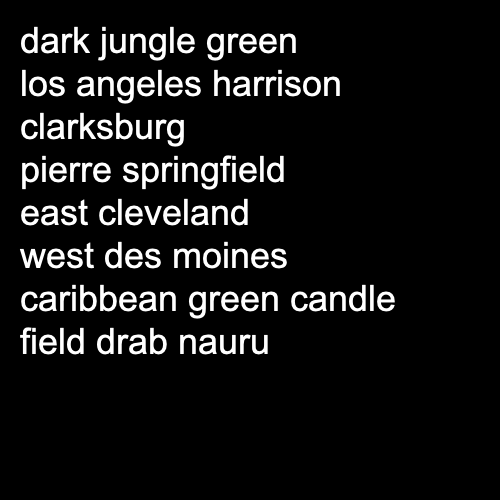 dark jungle green
los angeles harrison
clarksburg
pierre springfield
east cleveland
west des moines
caribbean green candle
field drab nauru